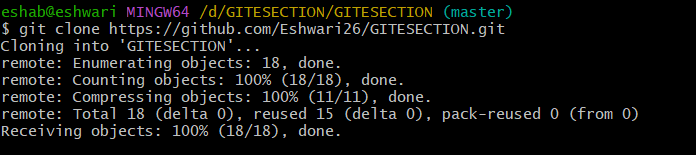 eshab@eshwari MINGW64 /d/GITESECTION/GITESECTION (master)
$ git clone https://github.com/Eshwari26/GITESECTION.git
Cloning into 'GITESECTION'...
remote: Enumerating objects: 18, done.
remote: Counting objects: 100% (18/18), done.
remote: Compressing objects: 100% (11/11), done.
remote: Total 18 (delta 0), reused 15 (delta 0), pack-reused 0 (from 0)
Receiving objects: 100% (18/18), done.